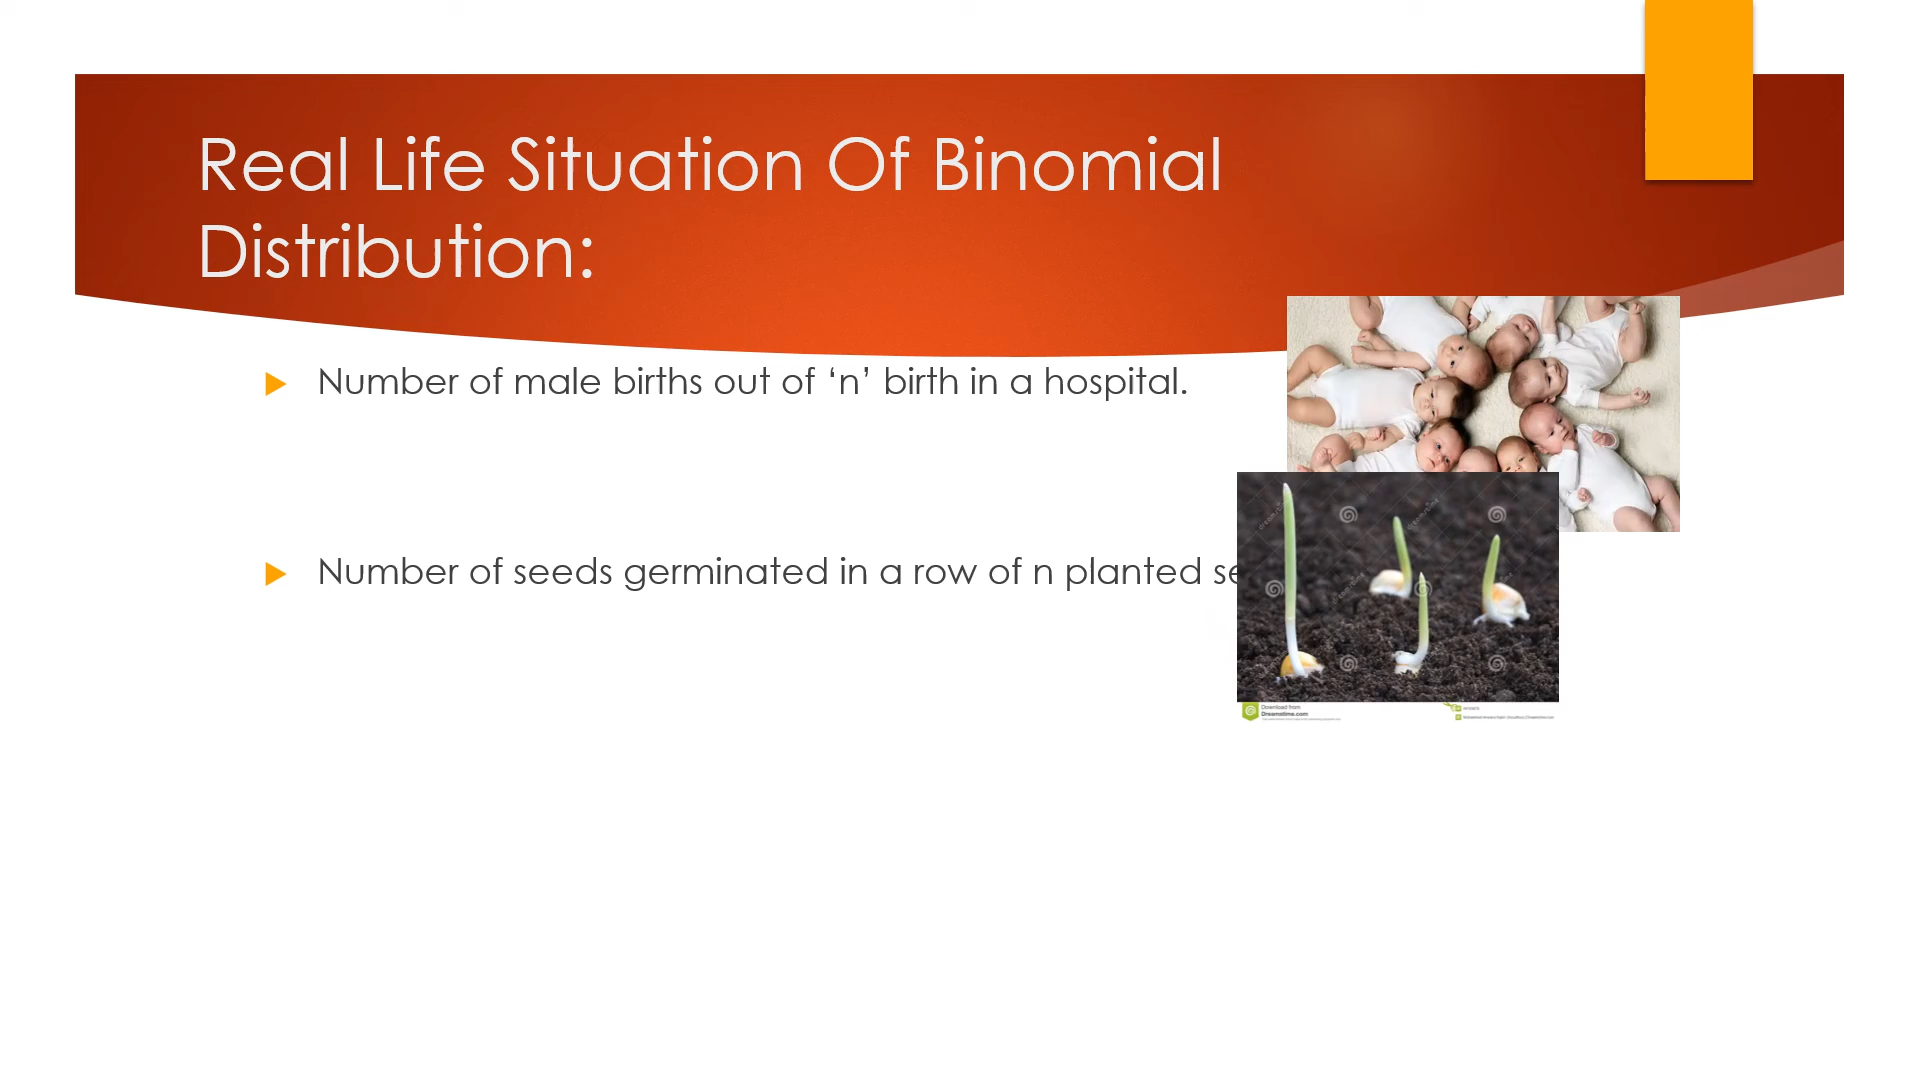 Real Life Situation Of Binomial
Distribution:
Number of male births out of ‘n’ birth in a hospital.
Number of seeds germinated in a row of n planted
Download from
Dreamstime.com